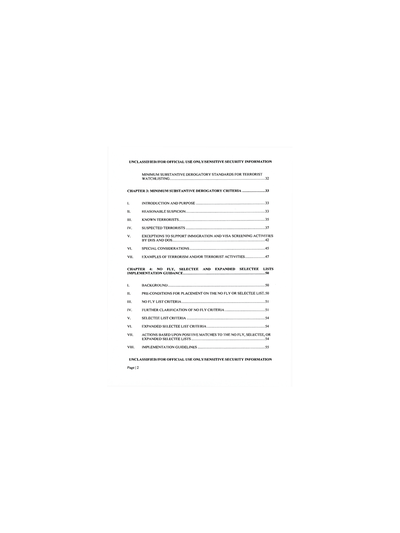 UNCLASSIFIED//FOR OFFICIAL USE ONLY/SENSITIVE SECURITY INFORMATION
MINIMUM SUBSTANTIVE DEROGATORY STANDARDS FOR TERRORIST
WATCHLISTING..........32
CHAPTER 3: MINIMUM SUBSTANTIVE DEROGATORY CRITERIA ..........33
I. INTRODUCTION AND PURPOSE..........33
II. REASONABLE SUSPICION..........33
III. KNOWN TERRORISTS..........35
IV. SUSPECTED TERRORISTS ..........37
V. EXCEPTIONS TO SUPPORT IMMIGRATION AND VISA SCREENING ACTIVITIES
BY DHS AND DOS..........42
VI. SPECIAL CONSIDERATIONS..........45
VII. EXAMPLES OF TERRORISM AND/OR TERRORIST ACTIVITIES..........47
CHAPTER 4: NO FLY, SELECTEE AND EXPANDED SELECTEE LISTS
IMPLEMENTATION GUIDANCE..........50
I. BACKGROUND..........50
II. PRE-CONDITIONS FOR PLACEMENT ON THE NO FLY OR SELECTEE LIST.50
III. NO FLY LIST CRITERIA..........51
IV. FURTHER CLARIFICATION OF NO FLY CRITERIA..........51
V. SELECTEE LIST CRITERIA..........54
VI. EXPANDED SELECTEE LIST CRITERIA..........54
VII. ACTIONS BASED UPON POSITIVE MATCHES TO THE NO FLY, SELECTEE, OR
EXPANDED SELECTEE LISTS..........54
VIII. IMPLEMENTATION GUIDELINES..........55
UNCLASSIFIED//FOR OFFICIAL USE ONLY/SENSITIVE SECURITY INFORMATION
Page | 2